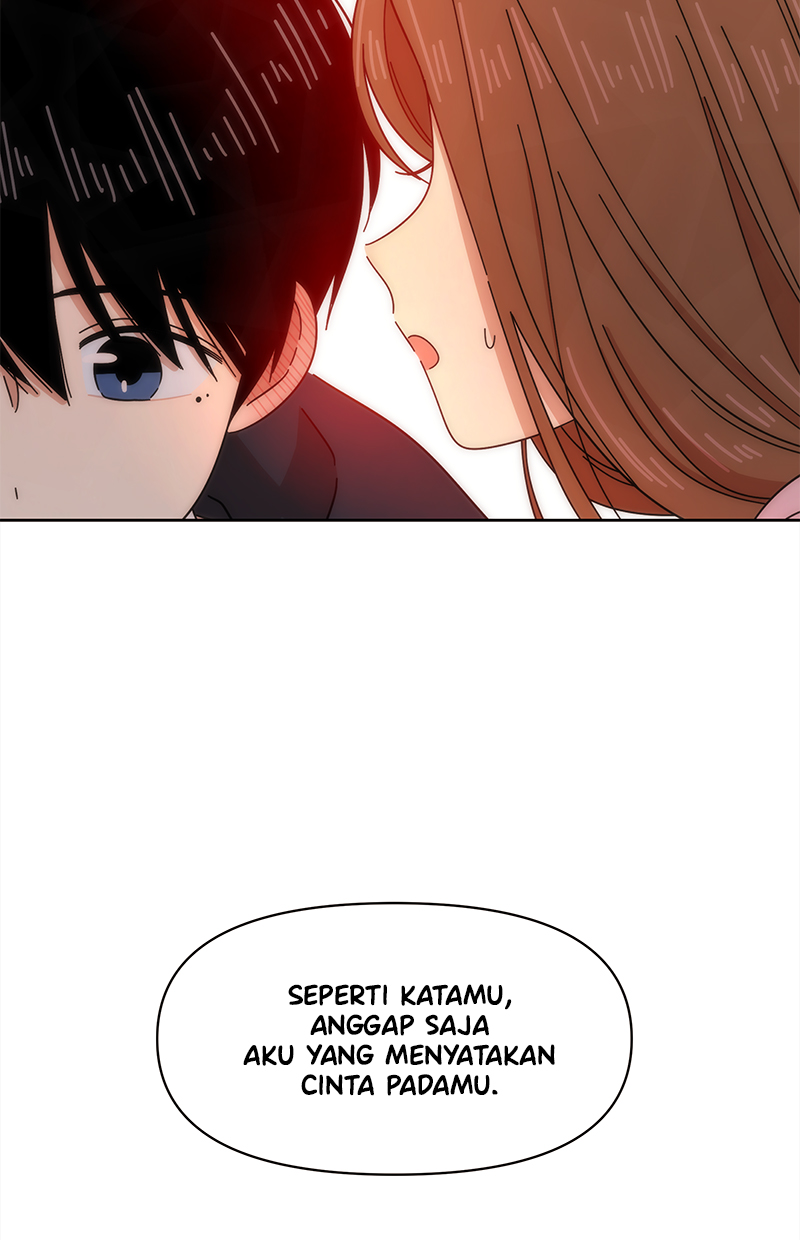 SEPERTI KATAMU,
ANGGAP SAJA
AKU YANG MENYATAKAN
CINTA PADAMU.